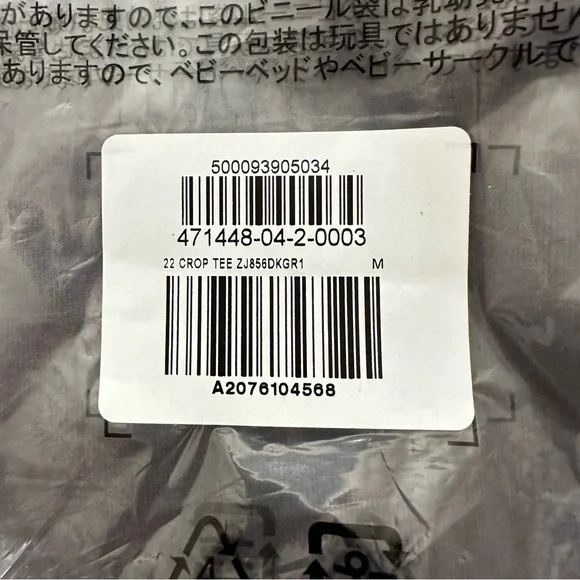 がありますので、このビニール袋は乳幼児
保管してください。この包装は玩具ではありません
ありますので、ベビーベッドやベビーサークルで
500093905034
471448-04-2-0003
22 CROP TEE ZJ856DKGR1 M
A2076104568